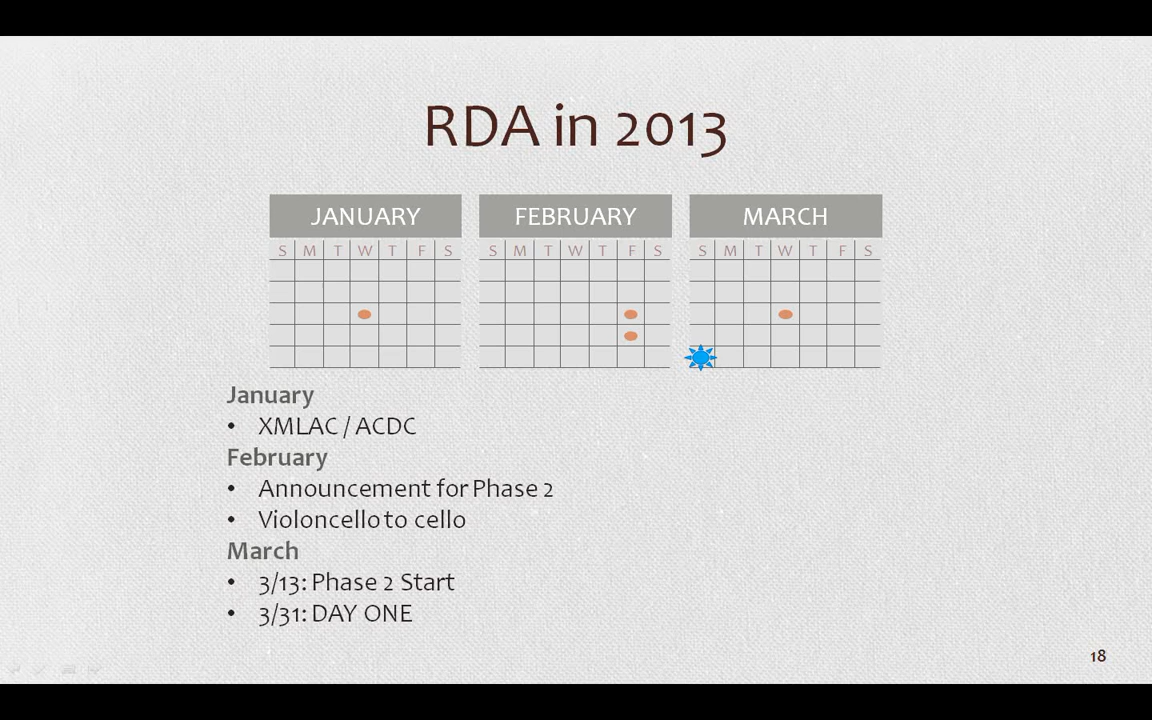 RDA in 2013
JANUARY FEBRUARY MARCH
S M T W T F S S M T W T F S S M T W T F S
January
• XMLAC / ACDC
February
• Announcement for Phase 2
• Violoncello to cello
March
• 3/13: Phase 2 Start
• 3/31: DAY ONE
18